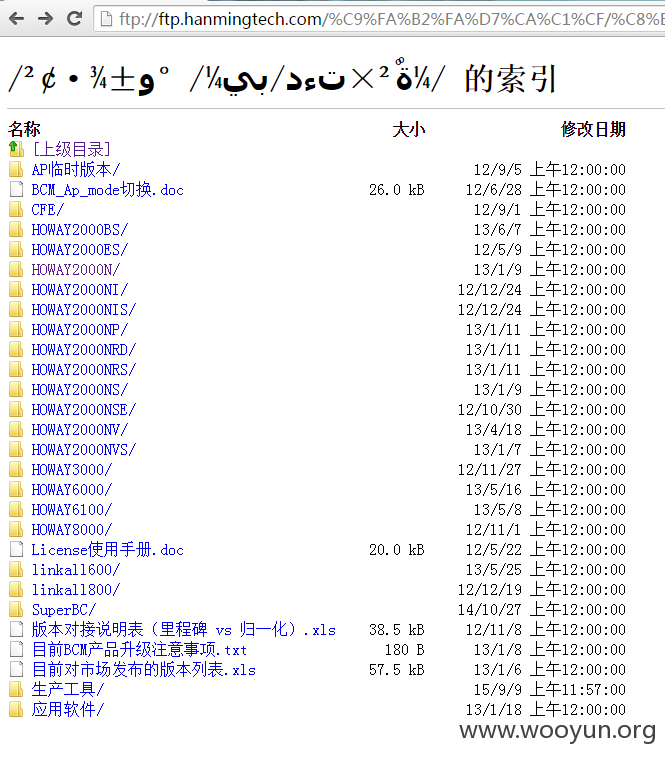 ftp://ftp.hanmingtech.com/%C9%FA%B2%FA%D7%CA%C1%CF/%C8%E
/²¢•¾±و° /¼بي/تءد×²ةْ¼/ 的索引
名称 大小 修改日期
[上级目录]
AP临时版本/ 12/9/5 上午12:00:00
BCM_Ap_mode切换.doc 26.0 kB 12/6/28 上午12:00:00
CFE/ 12/9/1 上午12:00:00
HOWAY2000BS/ 13/6/7 上午12:00:00
HOWAY2000ES/ 12/5/9 上午12:00:00
HOWAY2000N/ 13/1/9 上午12:00:00
HOWAY2000NI/ 12/12/24 上午12:00:00
HOWAY2000NIS/ 12/12/24 上午12:00:00
HOWAY2000NP/ 13/1/11 上午12:00:00
HOWAY2000NRD/ 13/1/11 上午12:00:00
HOWAY2000NRS/ 13/1/11 上午12:00:00
HOWAY2000NS/ 13/1/9 上午12:00:00
HOWAY2000NSE/ 12/10/30 上午12:00:00
HOWAY2000NV/ 13/4/18 上午12:00:00
HOWAY2000NVS/ 13/1/7 上午12:00:00
HOWAY3000/ 12/11/27 上午12:00:00
HOWAY6000/ 13/5/16 上午12:00:00
HOWAY6100/ 13/5/8 上午12:00:00
HOWAY8000/ 12/11/1 上午12:00:00
License使用手册.doc 20.0 kB 12/5/22 上午12:00:00
linkall600/ 13/5/25 上午12:00:00
linkall800/ 12/12/19 上午12:00:00
SuperBC/ 14/10/27 上午12:00:00
版本对接说明表（里程碑 vs 归一化）.xls 38.5 kB 12/11/8 上午12:00:00
目前BCM产品升级注意事项.txt 180 B 13/1/8 上午12:00:00
目前对市场发布的版本列表.xls 57.5 kB 13/1/6 上午12:00:00
生产工具/ 15/9/9 上午11:57:00
应用软件/ 13/1/18 上午12:00:00
www.wooyun.org